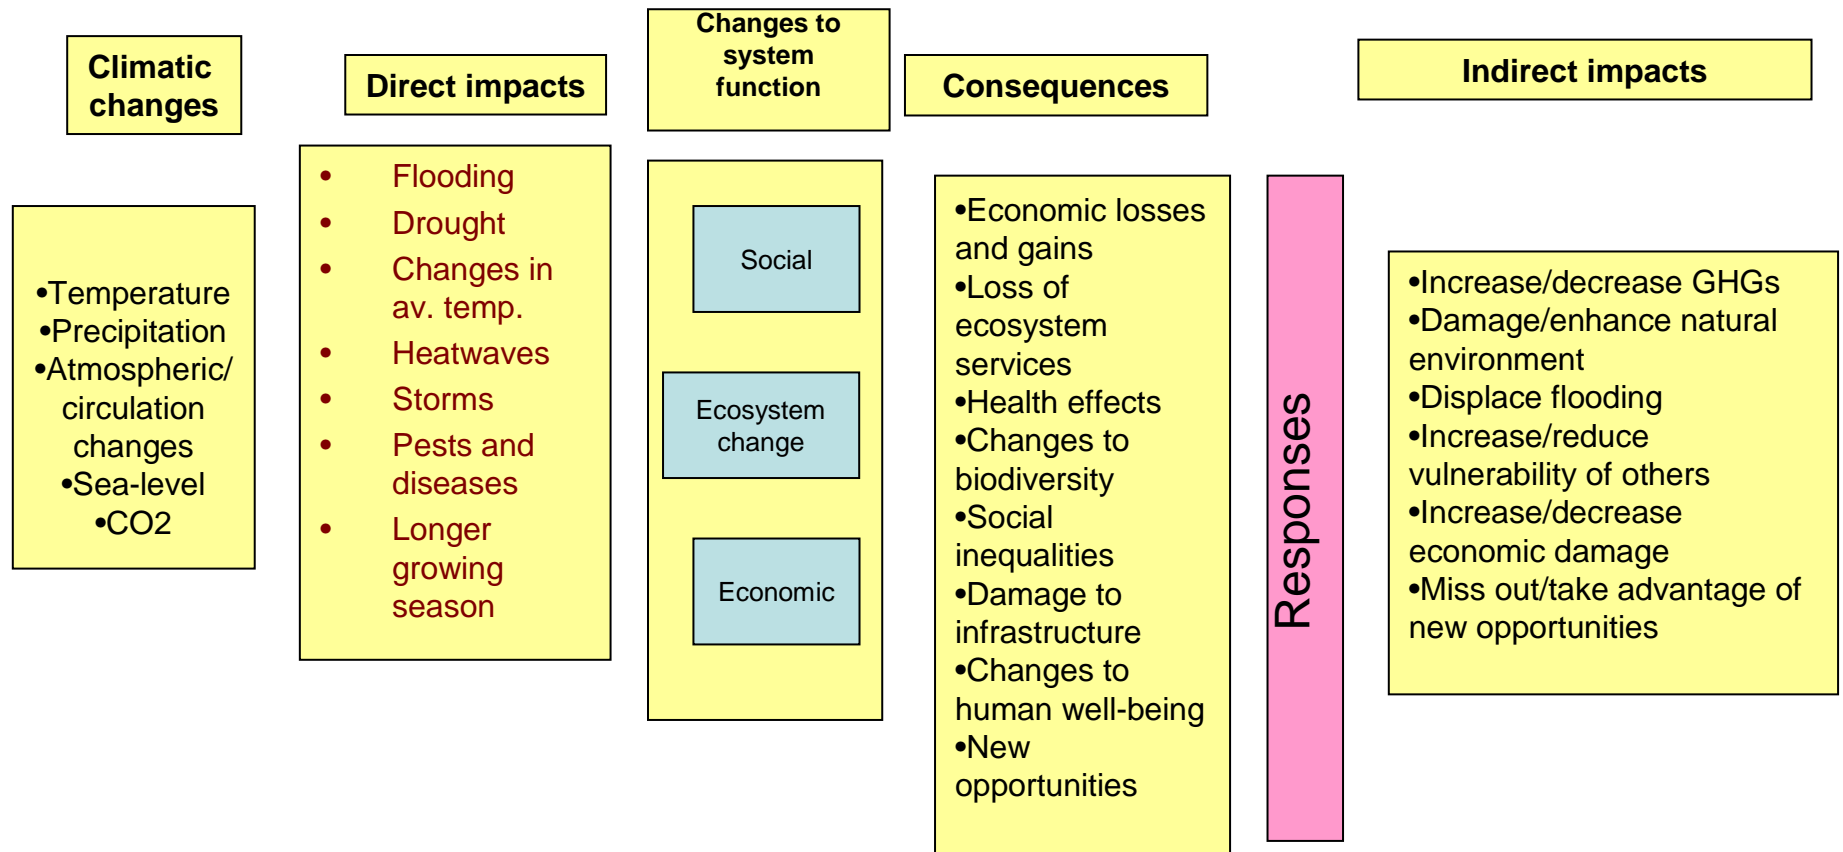 Climatic
changes
Direct impacts
Changes to
system
function
Consequences
Indirect impacts
•Temperature
•Precipitation
•Atmospheric/
circulation
changes
•Sea-level
•CO2
• Flooding
• Drought
• Changes in
av. temp.
• Heatwaves
• Storms
• Pests and
diseases
• Longer
growing
season
Social
Ecosystem
change
Economic
•Economic losses
and gains
•Loss of
ecosystem
services
•Health effects
•Changes to
biodiversity
•Social
inequalities
•Damage to
infrastructure
•Changes to
human well-being
•New
opportunities
Responses
•Increase/decrease GHGs
•Damage/enhance natural
environment
•Displace flooding
•Increase/reduce
vulnerability of others
•Increase/decrease
economic damage
•Miss out/take advantage of
new opportunities